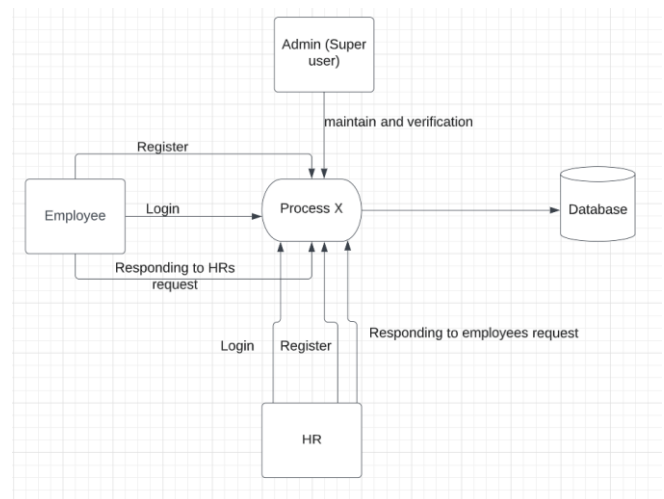 Admin (Super
user)
maintain and verification
Register
Employee
Login
Process X
Database
Responding to HRs
request
Login
Register
Responding to employees request
HR